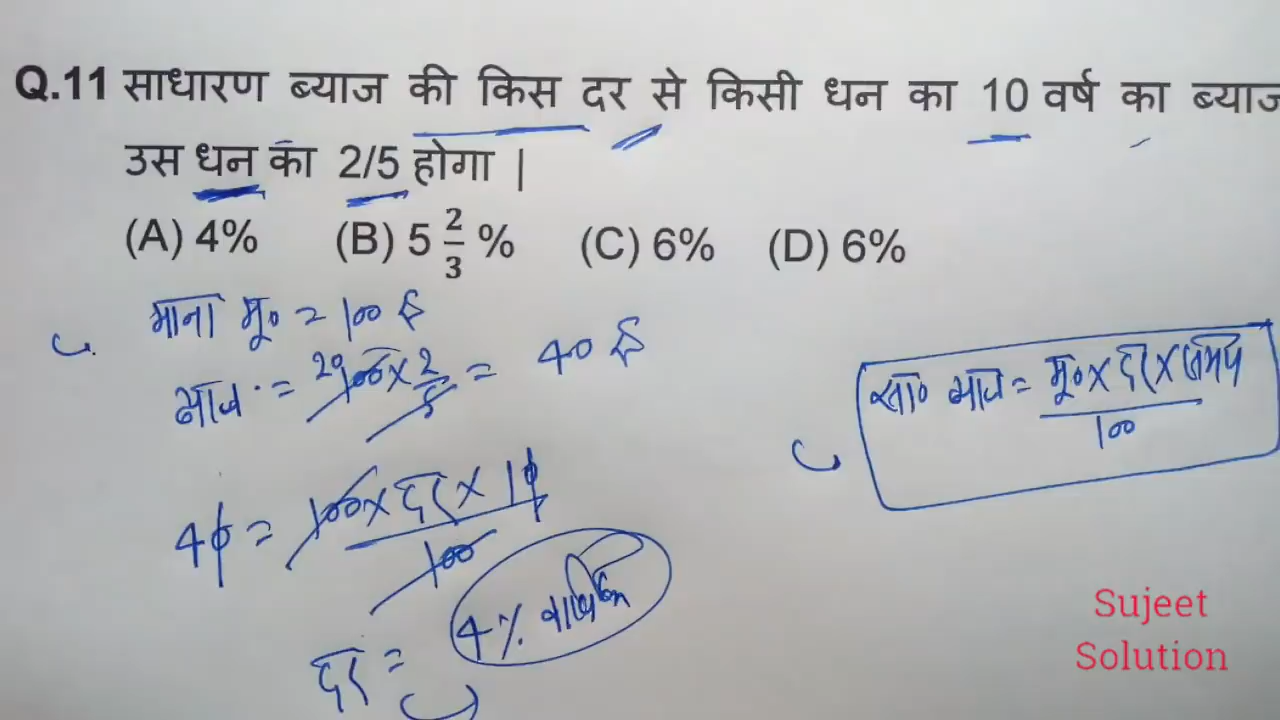 Q.11 साधारण ब्याज की किस दर से किसी धन का 10 वर्ष का ब्याज
उस धन का 2/5 होगा |
(A) 4% (B) 5 2/3 % (C) 6% (D) 6%
माना मू० = 100 रु
ब्याज = 100 20 × 2/5 = 40 रु
सा० ब्याज = मू० × दर × समय / 100
40 = 100 × दर × 10 / 100
दर = 4% वार्षिक
Sujeet
Solution